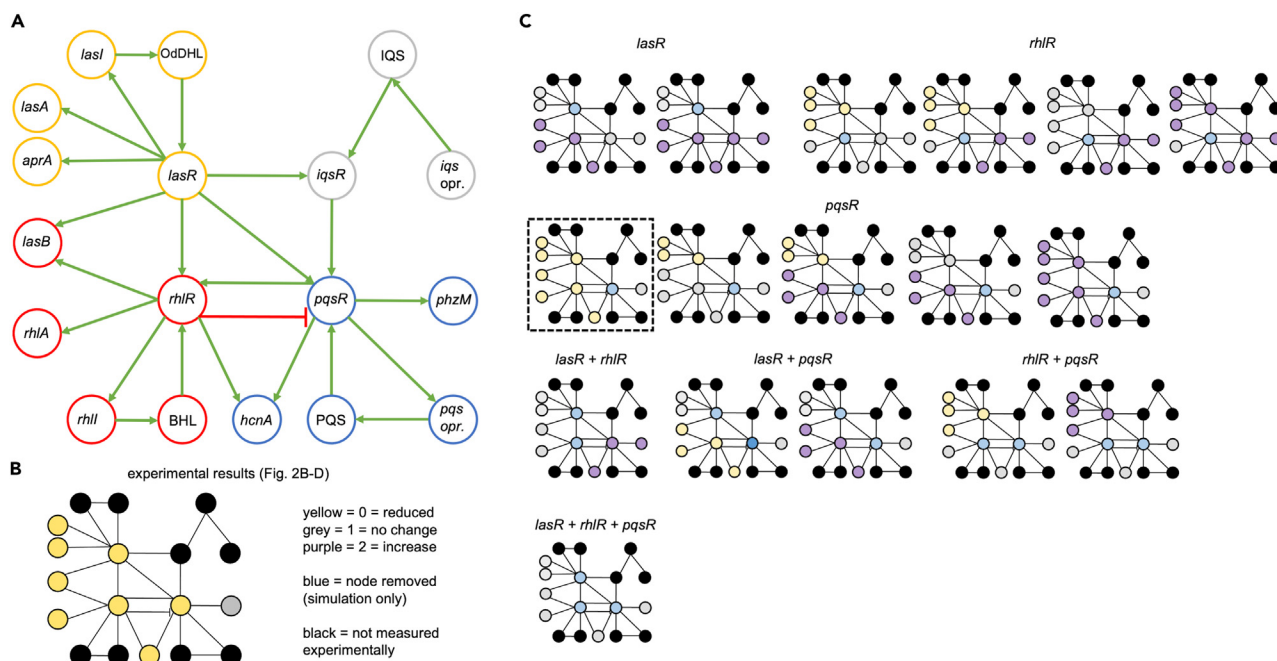 A
lasI
OdDHL
IQS
lasA
aprA
lasR
iqsR
iqs
opr.
lasB
rhlR
pqsR
phzM
rhlA
rhlI
BHL
hcnA
PQS
pqs
opr.
B
experimental results (Fig. 2B-D)
yellow = 0 = reduced
grey = 1 = no change
purple = 2 = increase
blue = node removed
(simulation only)
black = not measured
experimentally
C
lasR
rhlR
pqsR
lasR + rhlR
lasR + pqsR
rhlR + pqsR
lasR + rhlR + pqsR